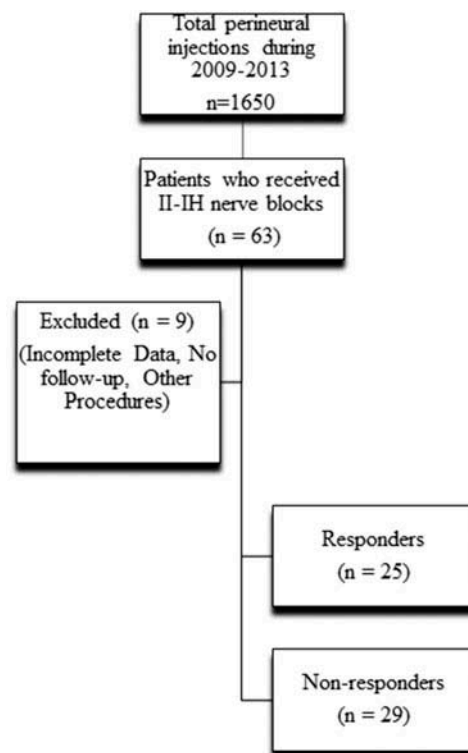 Total perineural
injections during
2009-2013
n=1650
Patients who received
II-IH nerve blocks
(n = 63)
Excluded (n = 9)
(Incomplete Data, No
follow-up, Other
Procedures)
Responders
(n = 25)
Non-responders
(n = 29)